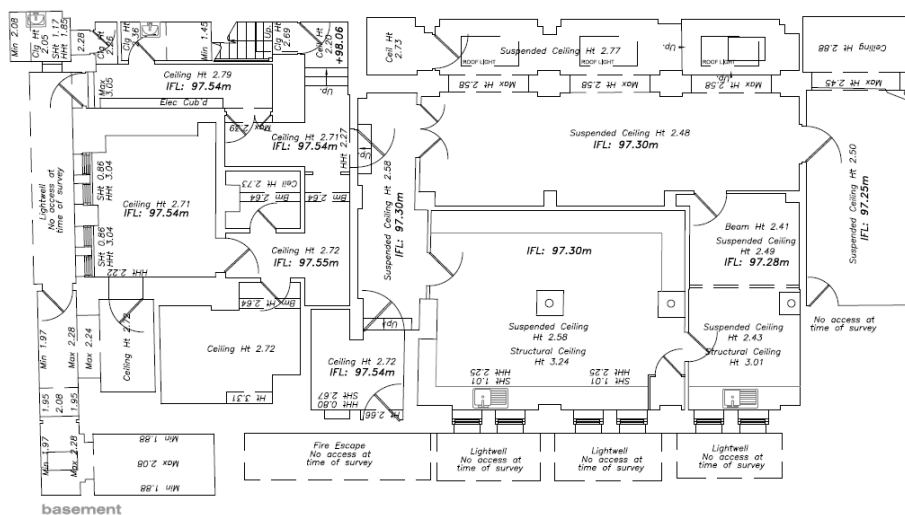 Min 2.08
Clg Ht
2.05
SHt 1.17
HHt 1.85
2.28
Clg Ht
Clg Ht
2.36
Min 1.45
Up.
Clg Ht
2.69
Ceil Ht
2.20
+98.06
Up.
Ceil Ht
2.73
Suspended Ceiling Ht 2.77
ROOF LIGHT
ROOF LIGHT
ROOF LIGHT
Up.
Up
Ceiling Ht
2.88
Max
2.45
Max
Ht 2.58
Max
Ht 2.58
Max
Ht 2.58
Max
3.05
Ceiling Ht 2.79
IFL: 97.54m
Elec Cub'd
Max
2.39
Ceiling Ht 2.71
IFL: 97.54m
HHt 2.27
Up
Suspended Ceiling Ht 2.48
IFL: 97.30m
Suspended Ceiling Ht 2.50
IFL: 97.25m
Lightwell
No access at
time of survey
SHt 0.86
HHt 3.04
SHt 0.86
HHt 3.04
Ceiling Ht 2.71
IFL: 97.54m
Ceil Ht 2.73
Bm 2.64
Bm 2.64
Suspended Ceiling Ht 2.58
IFL: 97.30m
Ceiling Ht 2.72
IFL: 97.55m
IFL: 97.30m
Beam Ht 2.41
Suspended Ceiling
Ht 2.49
IFL: 97.28m
HHt 2.22
Bm Ht
2.64
No access at
time of survey
Min 1.97
Max 2.28
Max 2.24
Ceiling Ht 2.72
Ceiling Ht 2.72
Up
Suspended Ceiling
Ht 2.58
Structural Ceiling
Ht 3.24
Suspended Ceiling
Ht 2.43
Structural Ceiling
Ht 3.01
Ceiling Ht 2.72
IFL: 97.54m
SHt 1.01
HHt 2.25
SHt 1.01
HHt 2.25
1.95
2.08
1.95
Ht 3.31
SHt 2.67
HHt 0.80
Ht 2.66
Min 1.97
Max 2.28
Min 1.88
Max 2.08
Min 1.88
Fire Escape
No access at
time of survey
Lightwell
No access at
time of survey
Lightwell
No access at
time of survey
Lightwell
No access at
time of survey
basement